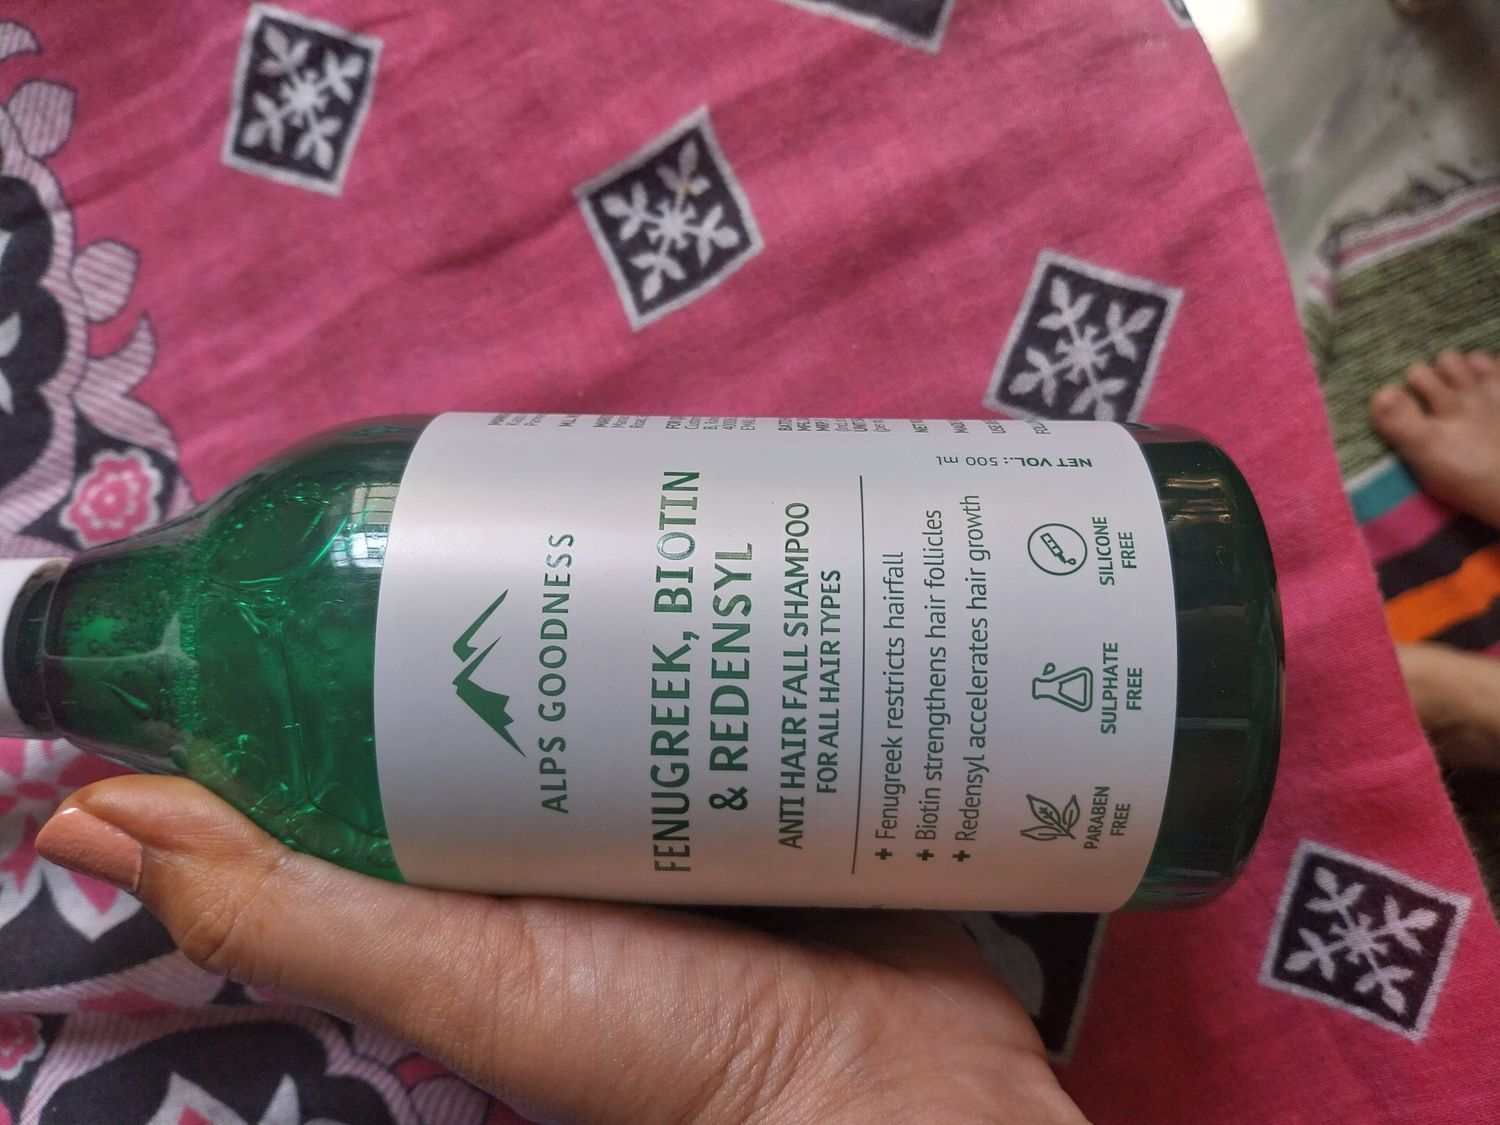 ALPS GOODNESS
FENUGREEK, BIOTIN
& REDENSYL
ANTI HAIR FALL SHAMPOO
FOR ALL HAIR TYPES
+ Fenugreek restricts hairfall
+ Biotin strengthens hair follicles
+ Redensyl accelerates hair growth
PARABEN
FREE
SULPHATE
FREE
SILICONE
FREE
NET VOL.: 500 ml